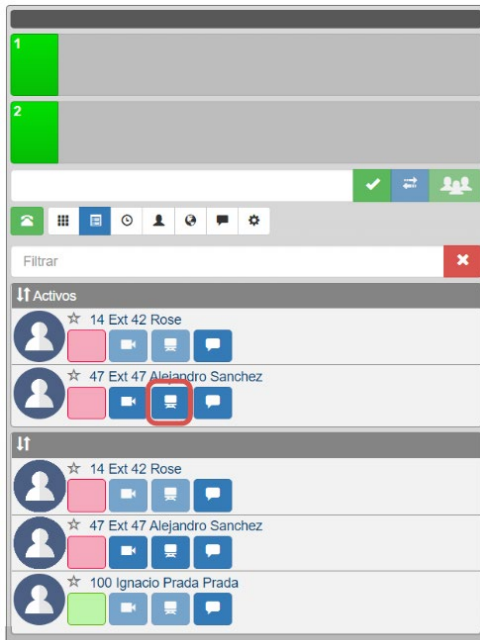 1
2
Filtrar
Activos
14 Ext 42 Rose
47 Ext 47 Alejandro Sanchez
14 Ext 42 Rose
47 Ext 47 Alejandro Sanchez
100 Ignacio Prada Prada